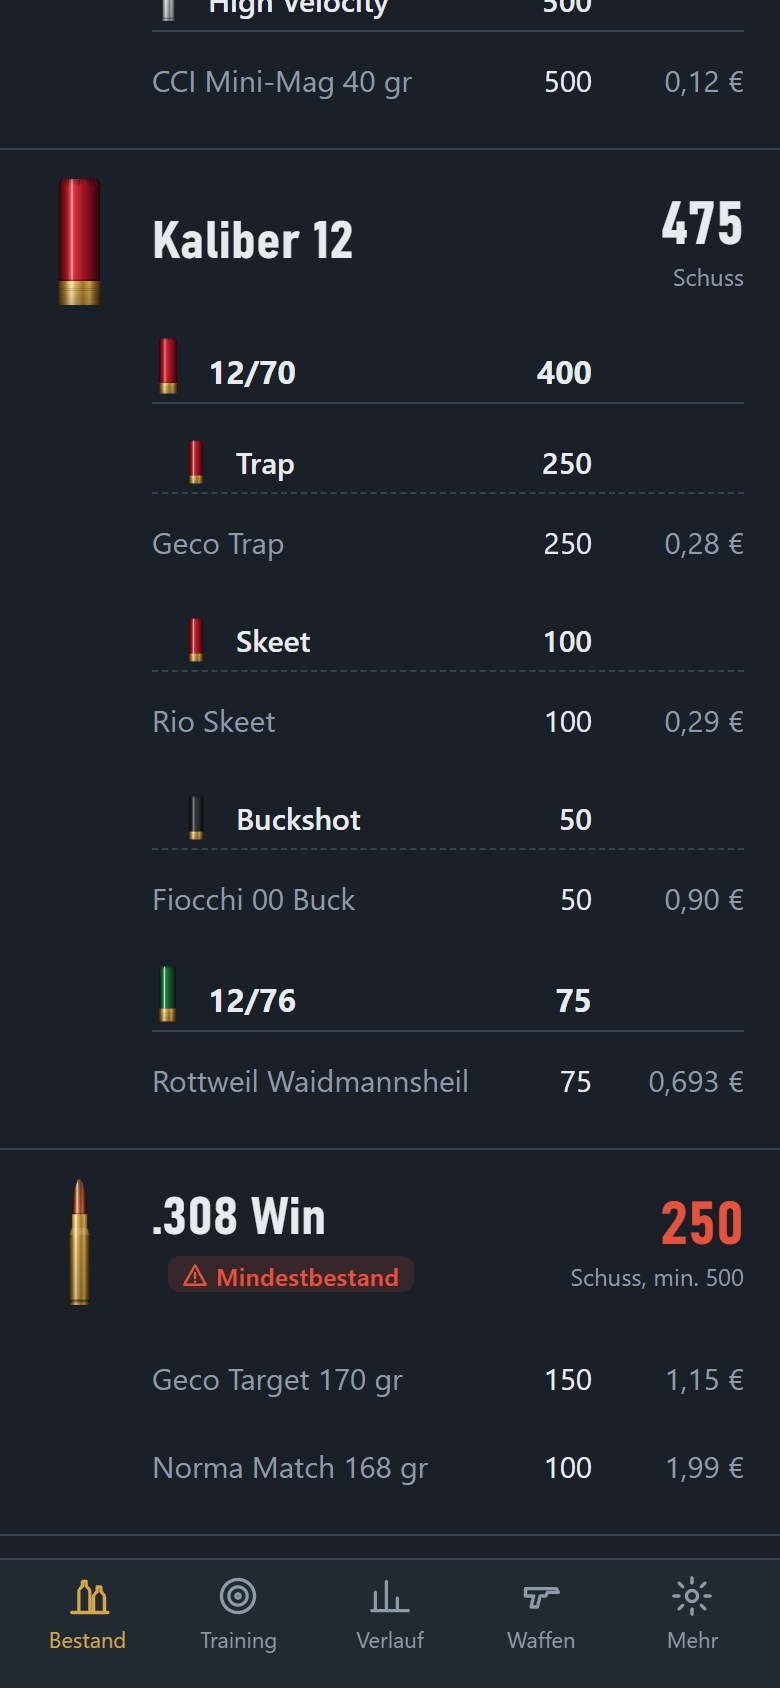 High Velocity 500
CCI Mini-Mag 40 gr 500 0,12 €
Kaliber 12 475
Schuss
12/70 400
Trap 250
Geco Trap 250 0,28 €
Skeet 100
Rio Skeet 100 0,29 €
Buckshot 50
Fiocchi 00 Buck 50 0,90 €
12/76 75
Rottweil Waidmannsheil 75 0,693 €
.308 Win 250
Mindestbestand Schuss, min. 500
Geco Target 170 gr 150 1,15 €
Norma Match 168 gr 100 1,99 €
Bestand Training Verlauf Waffen Mehr